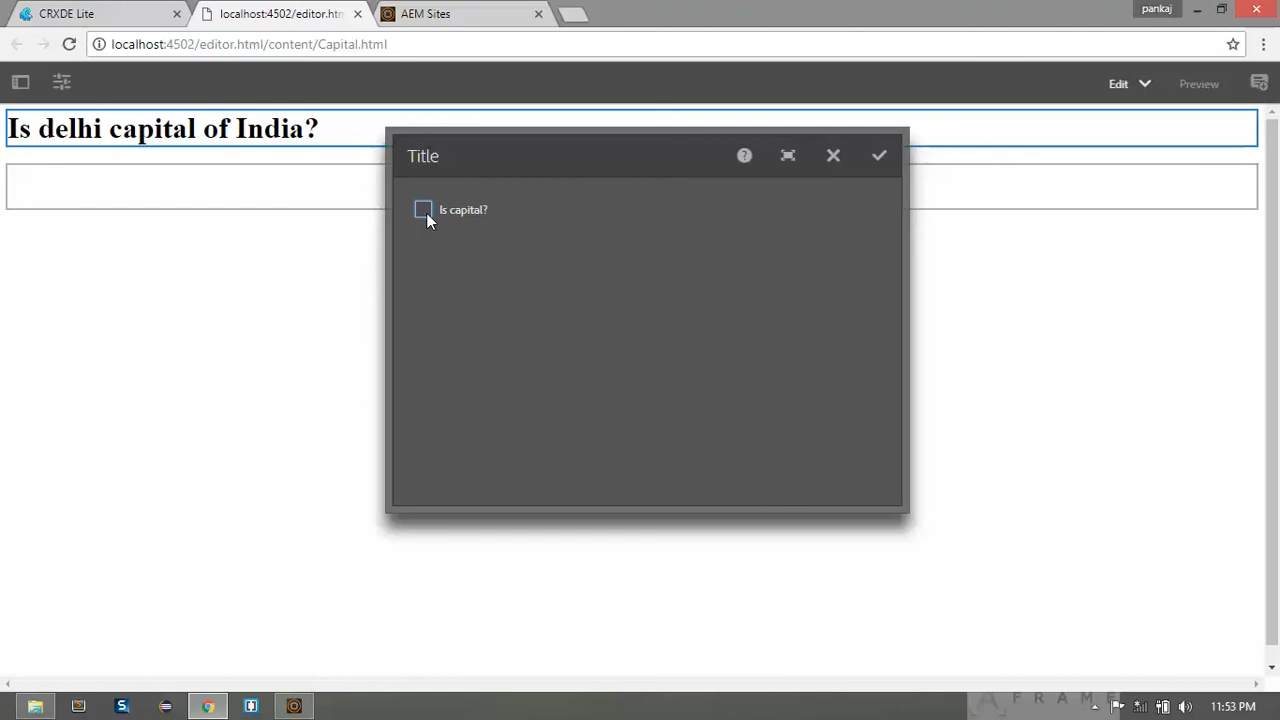 CRXDE Lite
localhost:4502/editor.htm
AEM Sites
pankaj
localhost:4502/editor.html/content/Capital.html
Edit
Preview
Is delhi capital of India?
Title
Is capital?
A FRAME
11:53 PM